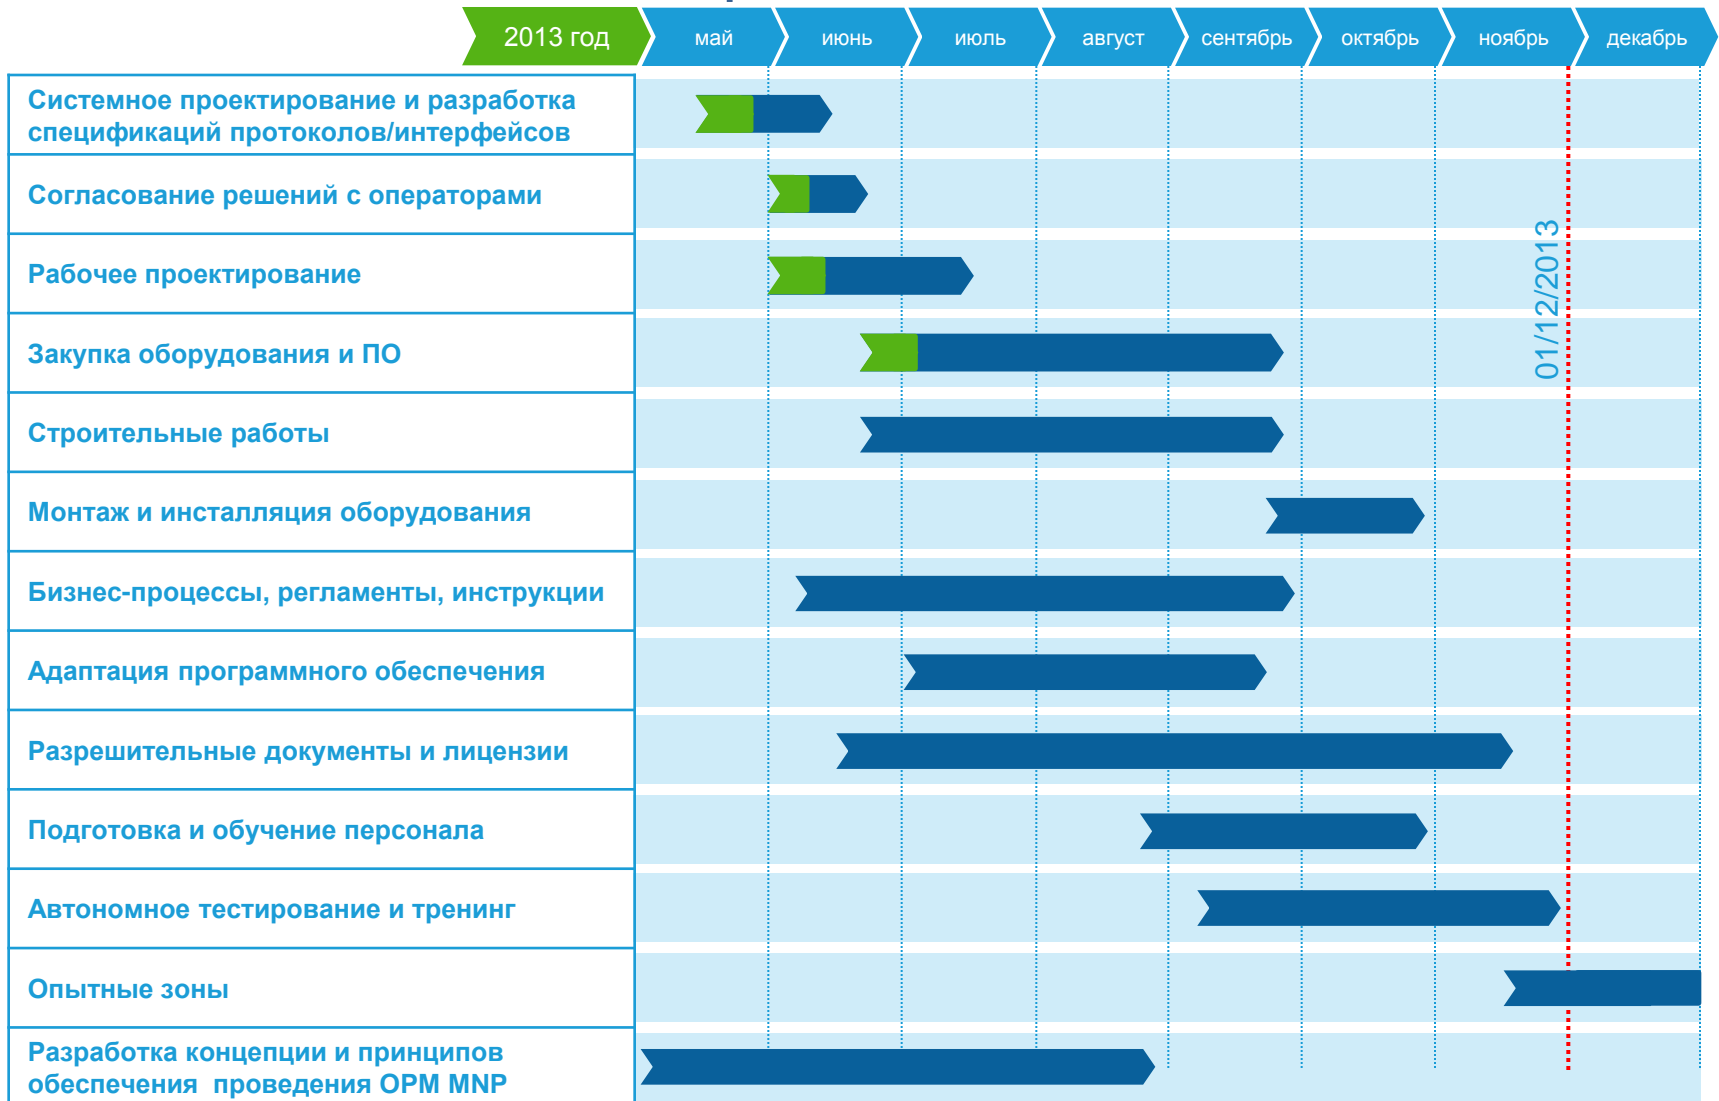 2013 год
май
июнь
июль
август
сентябрь
октябрь
ноябрь
декабрь
Системное проектирование и разработка
спецификаций протоколов/интерфейсов
Согласование решений с операторами
Рабочее проектирование
01/12/2013
Закупка оборудования и ПО
Строительные работы
Монтаж и инсталляция оборудования
Бизнес-процессы, регламенты, инструкции
Адаптация программного обеспечения
Разрешительные документы и лицензии
Подготовка и обучение персонала
Автономное тестирование и тренинг
Опытные зоны
Разработка концепции и принципов
обеспечения проведения ОРМ MNP